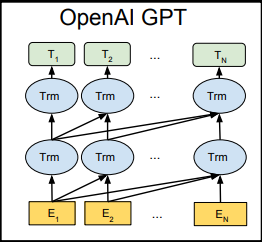 OpenAI GPT
T1 T2 ... TN
Trm Trm ... Trm
Trm Trm ... Trm
E1 E2 ... EN